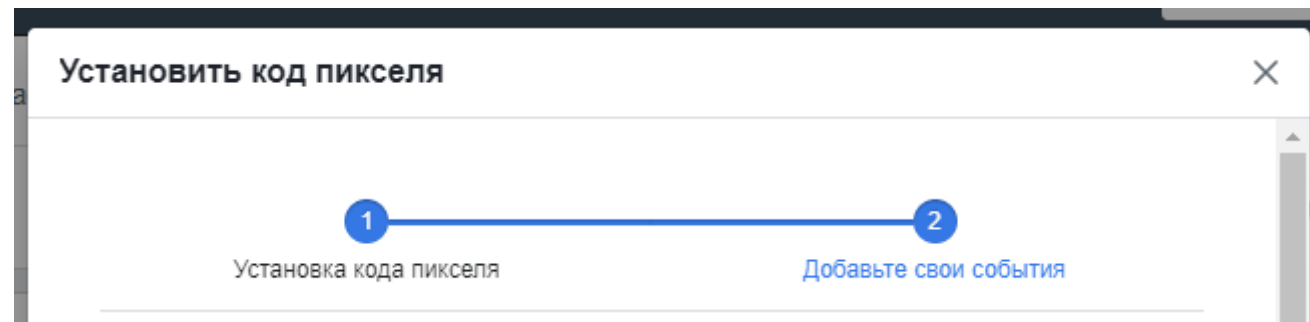 Установить код пикселя
а
1
2
Установка кода пикселя
Добавьте свои события